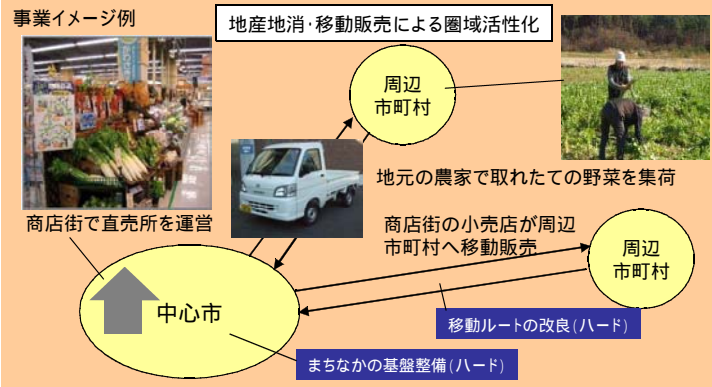 事業イメージ例
地産地消･移動販売による圏域活性化
周辺
市町村
地元の農家で取れたての野菜を集荷
商店街で直売所を運営
商店街の小売店が周辺
市町村へ移動販売
周辺
市町村
中心市
移動ルートの改良(ハード)
まちなかの基盤整備(ハード)